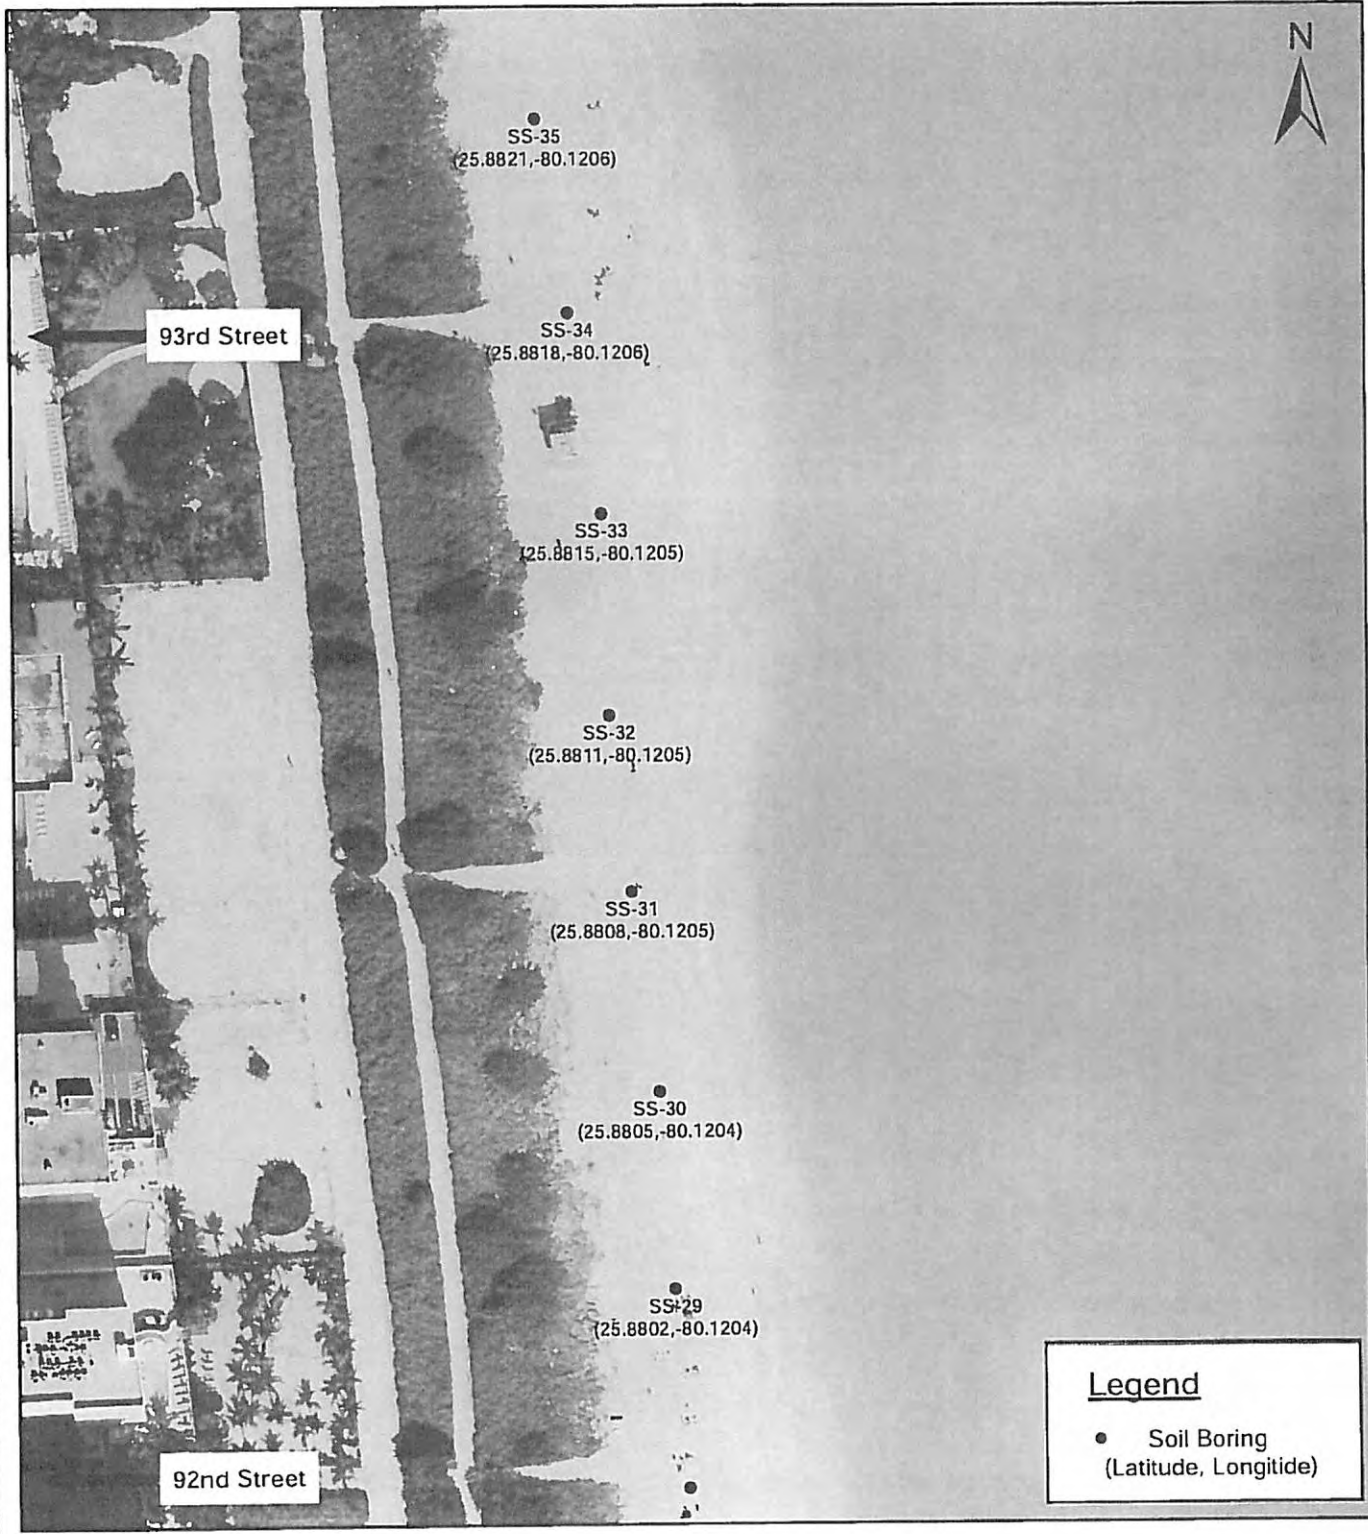 N
SS-35
(25.8821,-80.1206)
93rd Street
SS-34
(25.8818,-80.1206)
SS-33
(25.8815,-80.1205)
SS-32
(25.8811,-80.1205)
SS-31
(25.8808,-80.1205)
SS-30
(25.8805,-80.1204)
SS-29
(25.8802,-80.1204)
Legend
Soil Boring
(Latitude, Longitide)
92nd Street